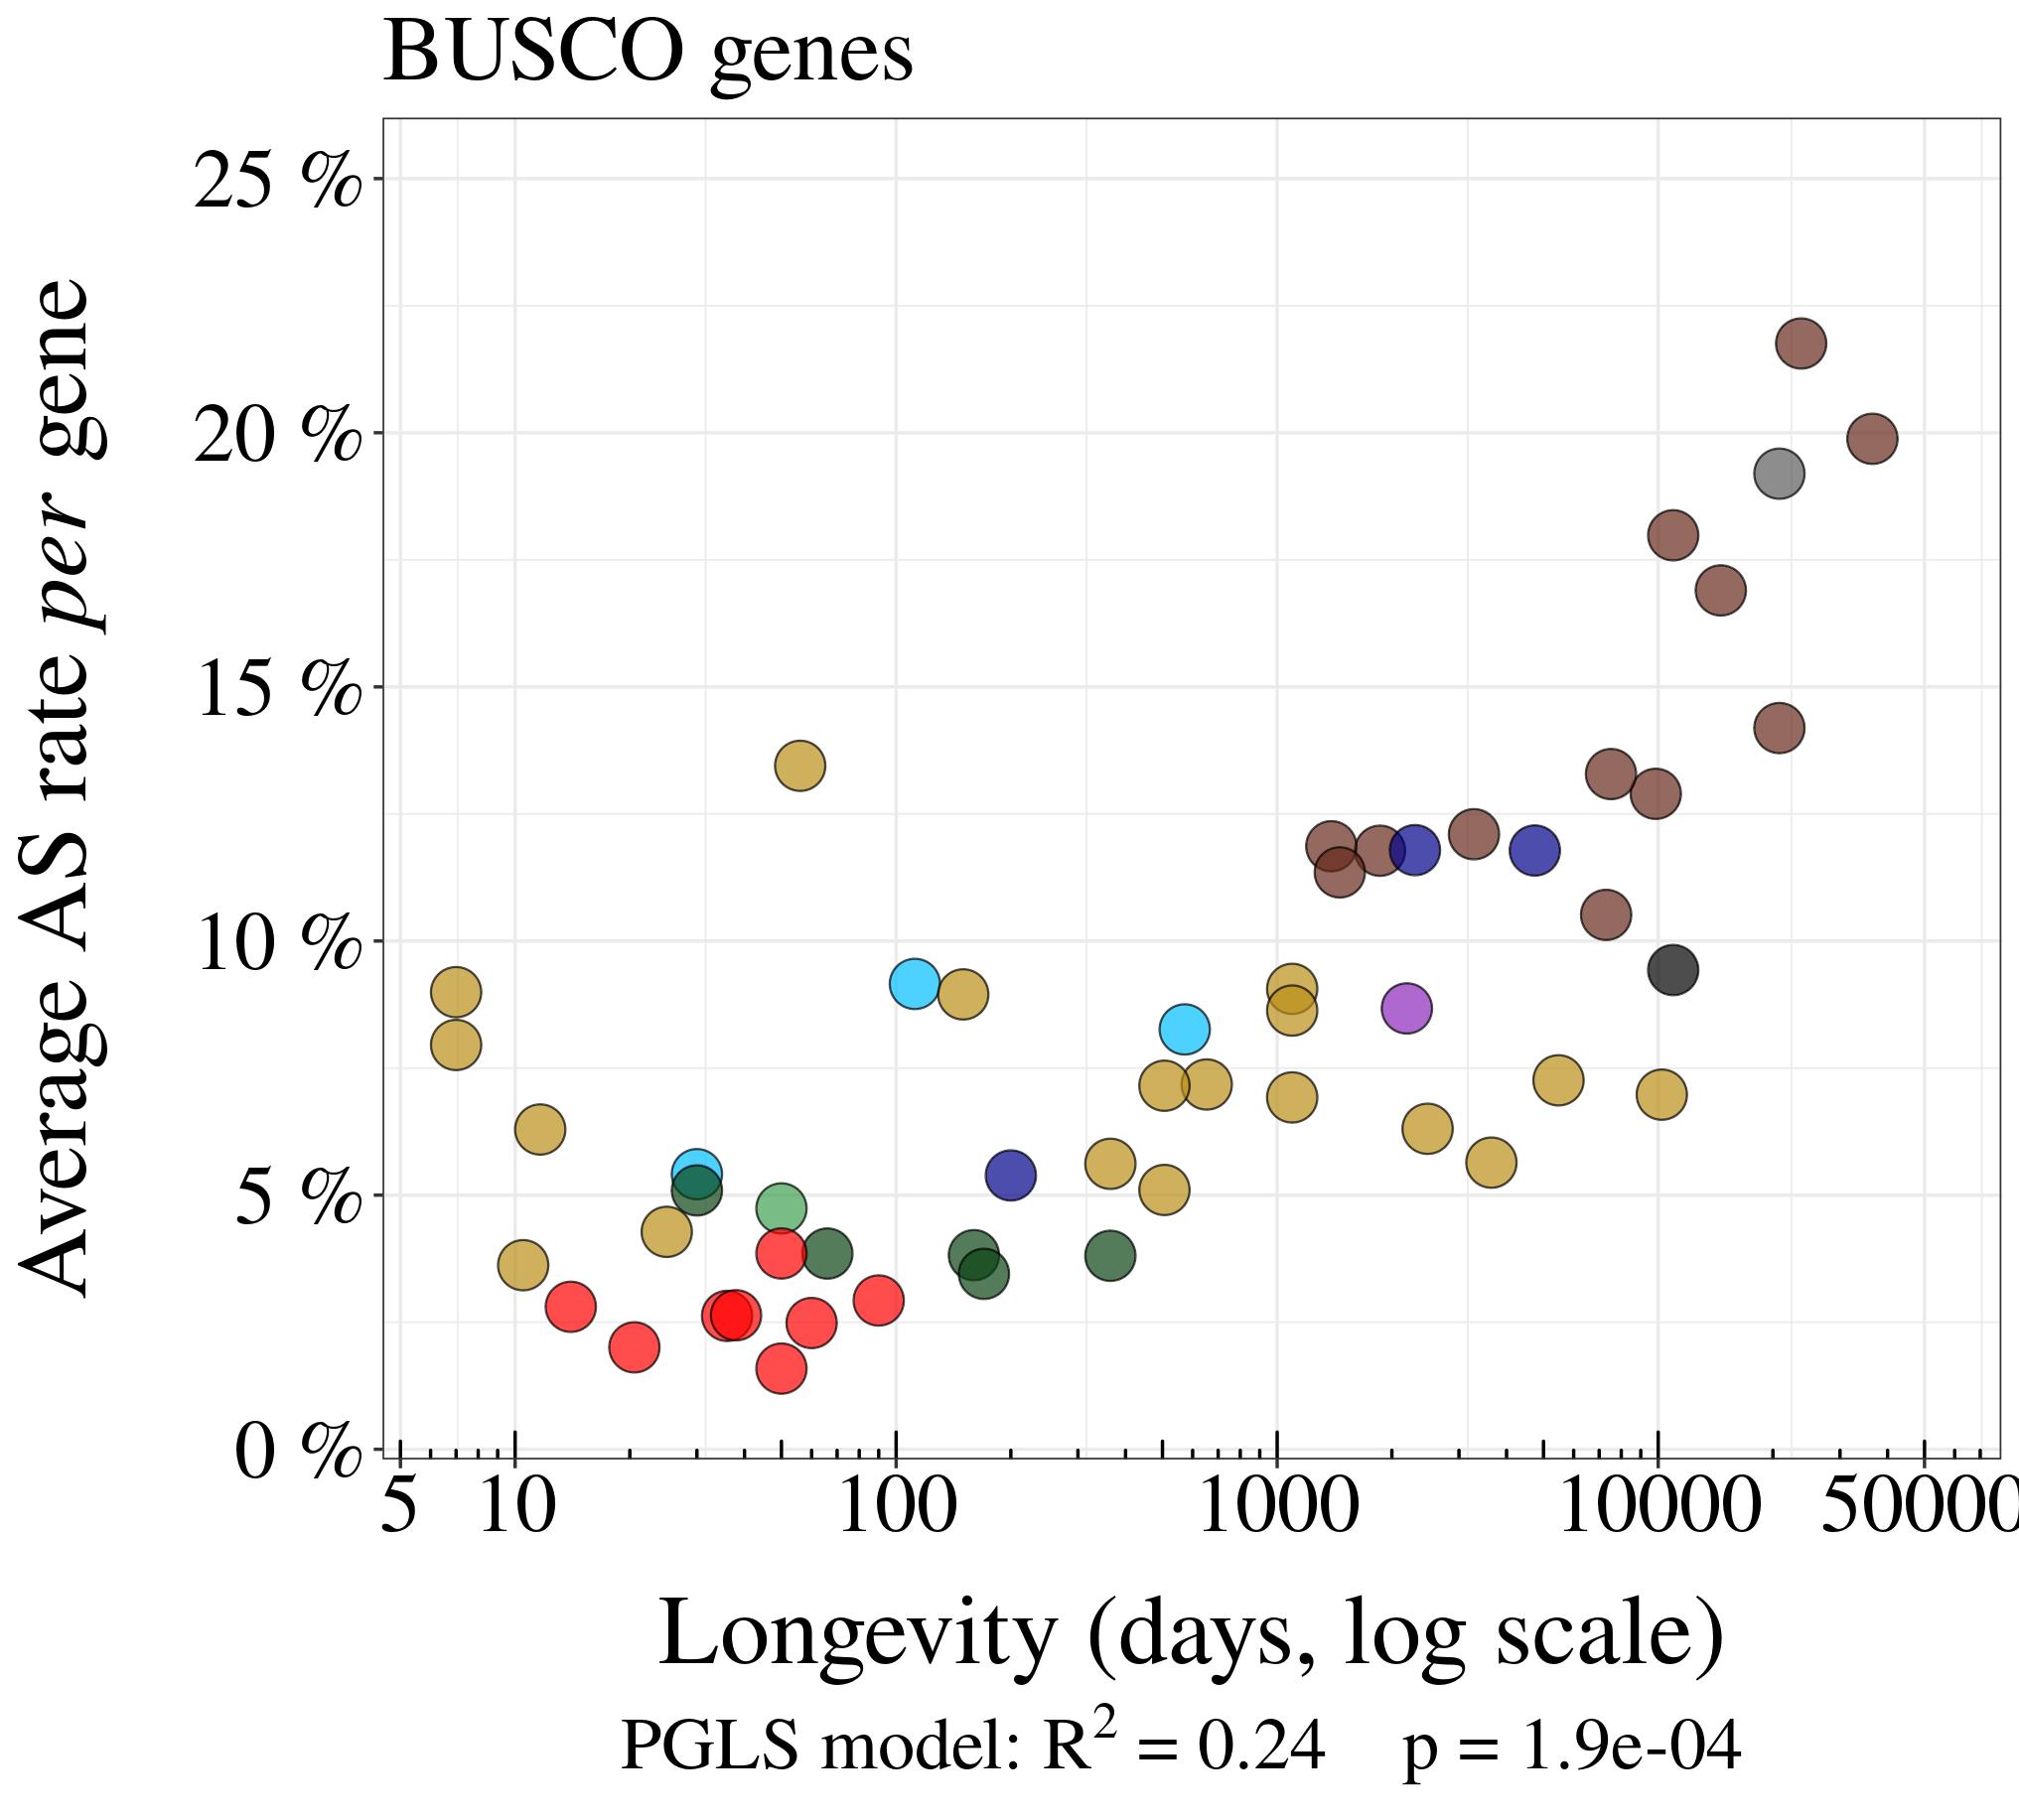 BUSCO genes
Average AS rate per gene
25 %
20 %
15 %
10 %
5 %
0 %
5 10 100 1000 10000 50000
Longevity (days, log scale)
PGLS model: R² = 0.24 p = 1.9e-04